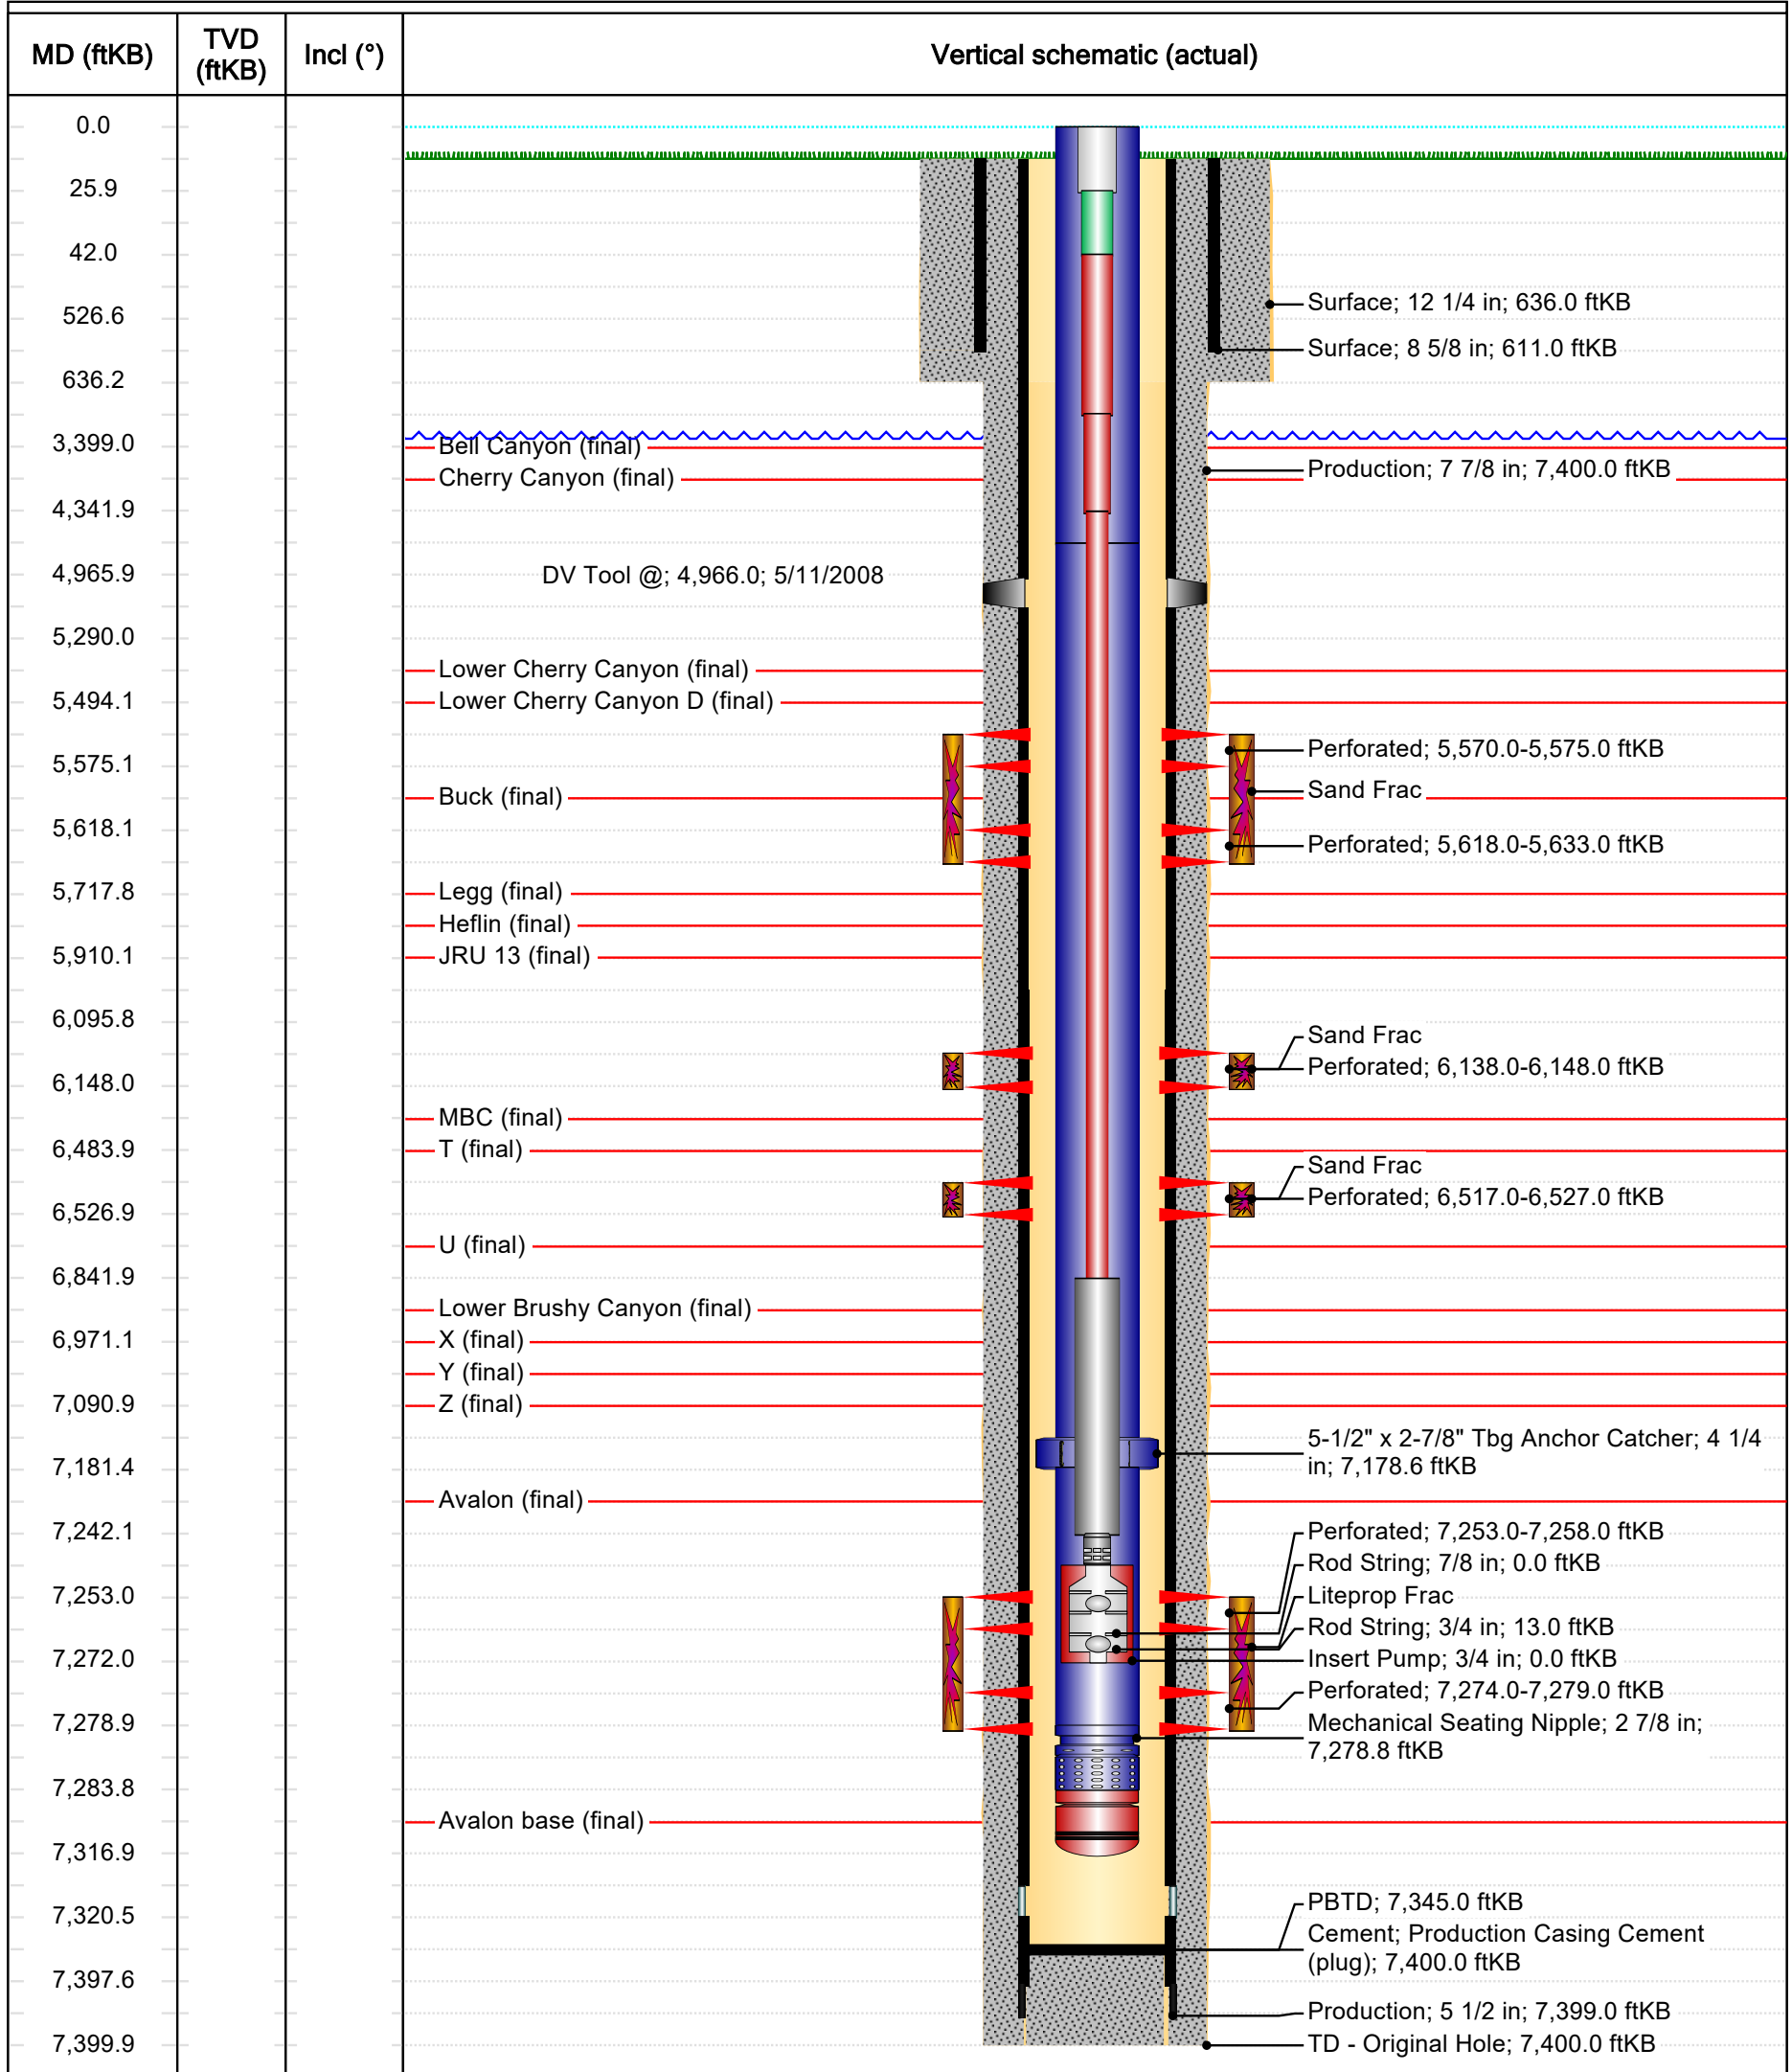 MD (ftKB)
TVD
(ftKB)
Incl (°)
Vertical schematic (actual)
0.0
25.9
42.0
526.6
636.2
3,399.0
4,341.9
4,965.9
5,290.0
5,494.1
5,575.1
5,618.1
5,717.8
5,910.1
6,095.8
6,148.0
6,483.9
6,526.9
6,841.9
6,971.1
7,090.9
7,181.4
7,242.1
7,253.0
7,272.0
7,278.9
7,283.8
7,316.9
7,320.5
7,397.6
7,399.9
Bell Canyon (final)
Cherry Canyon (final)
DV Tool @; 4,966.0; 5/11/2008
Lower Cherry Canyon (final)
Lower Cherry Canyon D (final)
Buck (final)
Legg (final)
Heflin (final)
JRU 13 (final)
MBC (final)
T (final)
U (final)
Lower Brushy Canyon (final)
X (final)
Y (final)
Z (final)
Avalon (final)
Avalon base (final)
Surface; 12 1/4 in; 636.0 ftKB
Surface; 8 5/8 in; 611.0 ftKB
Production; 7 7/8 in; 7,400.0 ftKB
Perforated; 5,570.0-5,575.0 ftKB
Sand Frac
Perforated; 5,618.0-5,633.0 ftKB
Sand Frac
Perforated; 6,138.0-6,148.0 ftKB
Sand Frac
Perforated; 6,517.0-6,527.0 ftKB
5-1/2" x 2-7/8" Tbg Anchor Catcher; 4 1/4
in; 7,178.6 ftKB
Perforated; 7,253.0-7,258.0 ftKB
Rod String; 7/8 in; 0.0 ftKB
Liteprop Frac
Rod String; 3/4 in; 13.0 ftKB
Insert Pump; 3/4 in; 0.0 ftKB
Perforated; 7,274.0-7,279.0 ftKB
Mechanical Seating Nipple; 2 7/8 in;
7,278.8 ftKB
PBTD; 7,345.0 ftKB
Cement; Production Casing Cement
(plug); 7,400.0 ftKB
Production; 5 1/2 in; 7,399.0 ftKB
TD - Original Hole; 7,400.0 ftKB